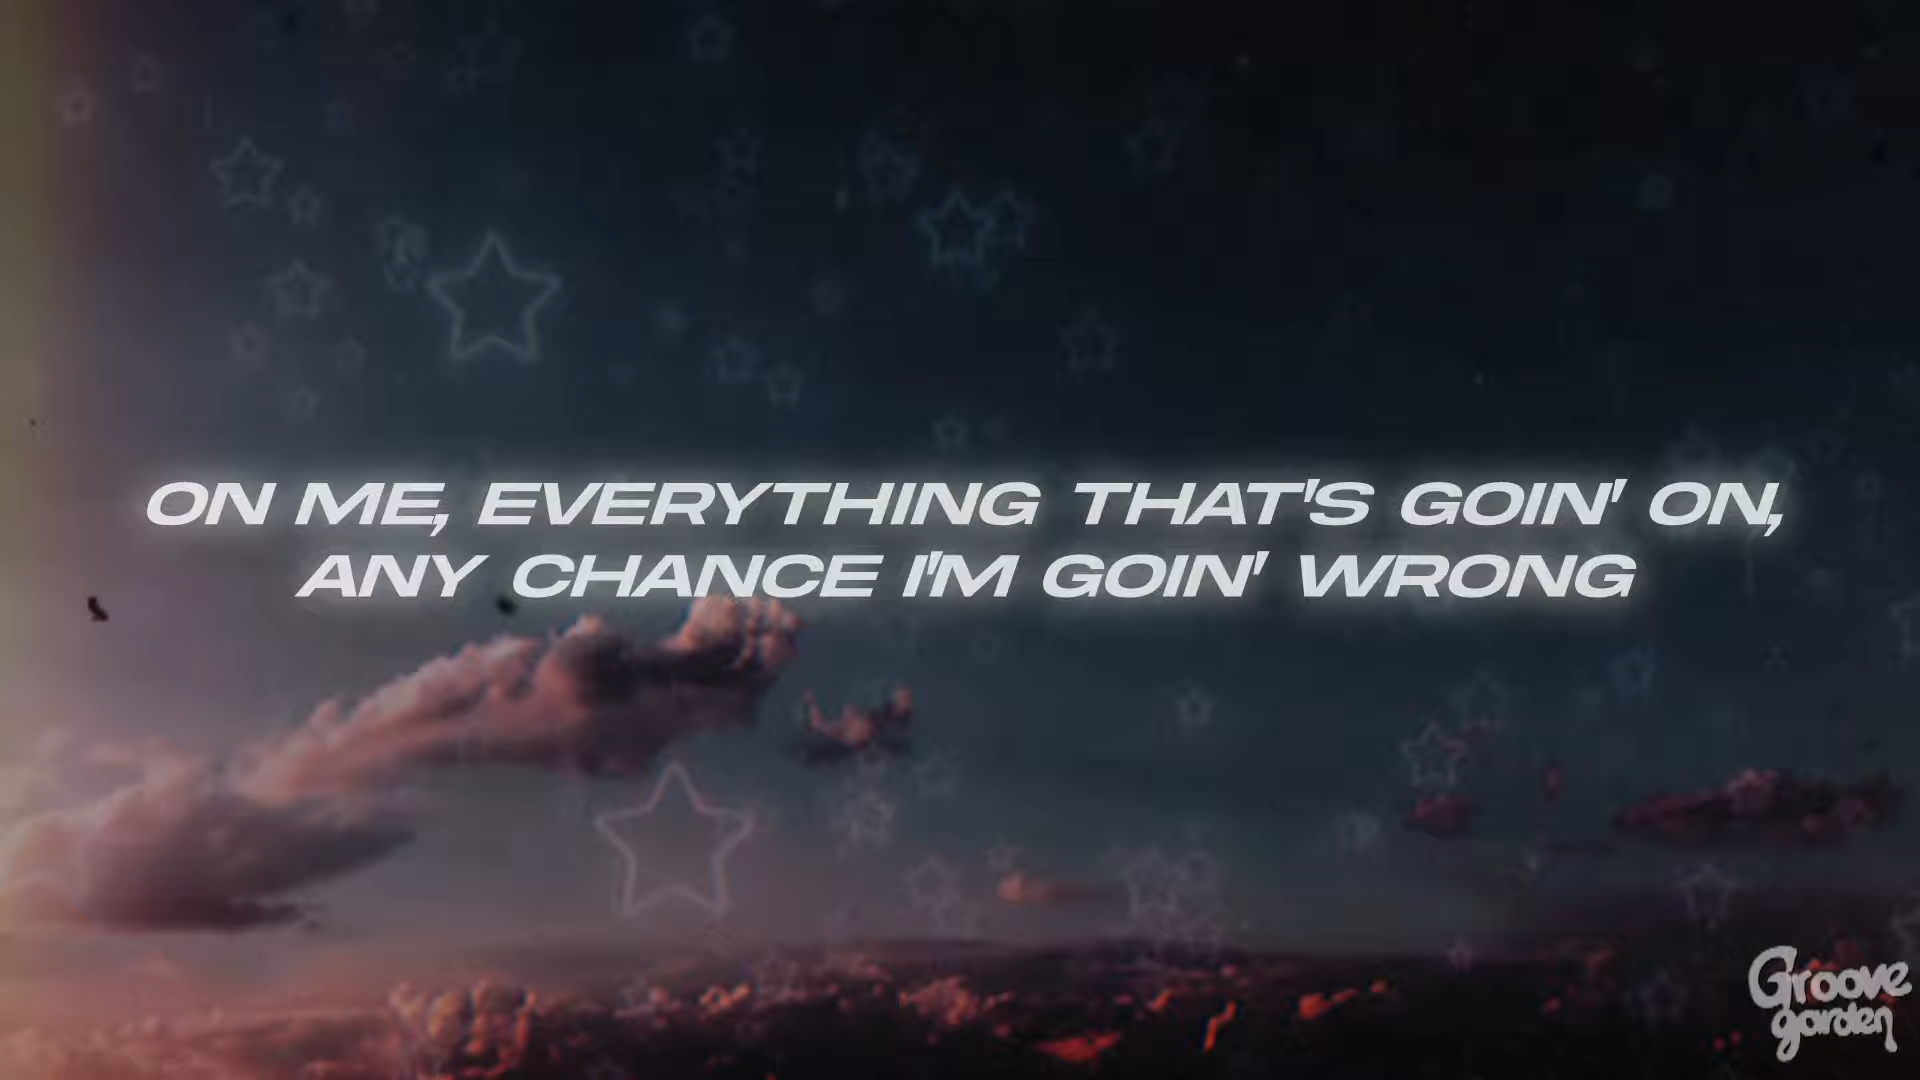 ON ME, EVERYTHING THAT'S GOIN' ON,
ANY CHANCE I'M GOIN' WRONG
Groove
garden